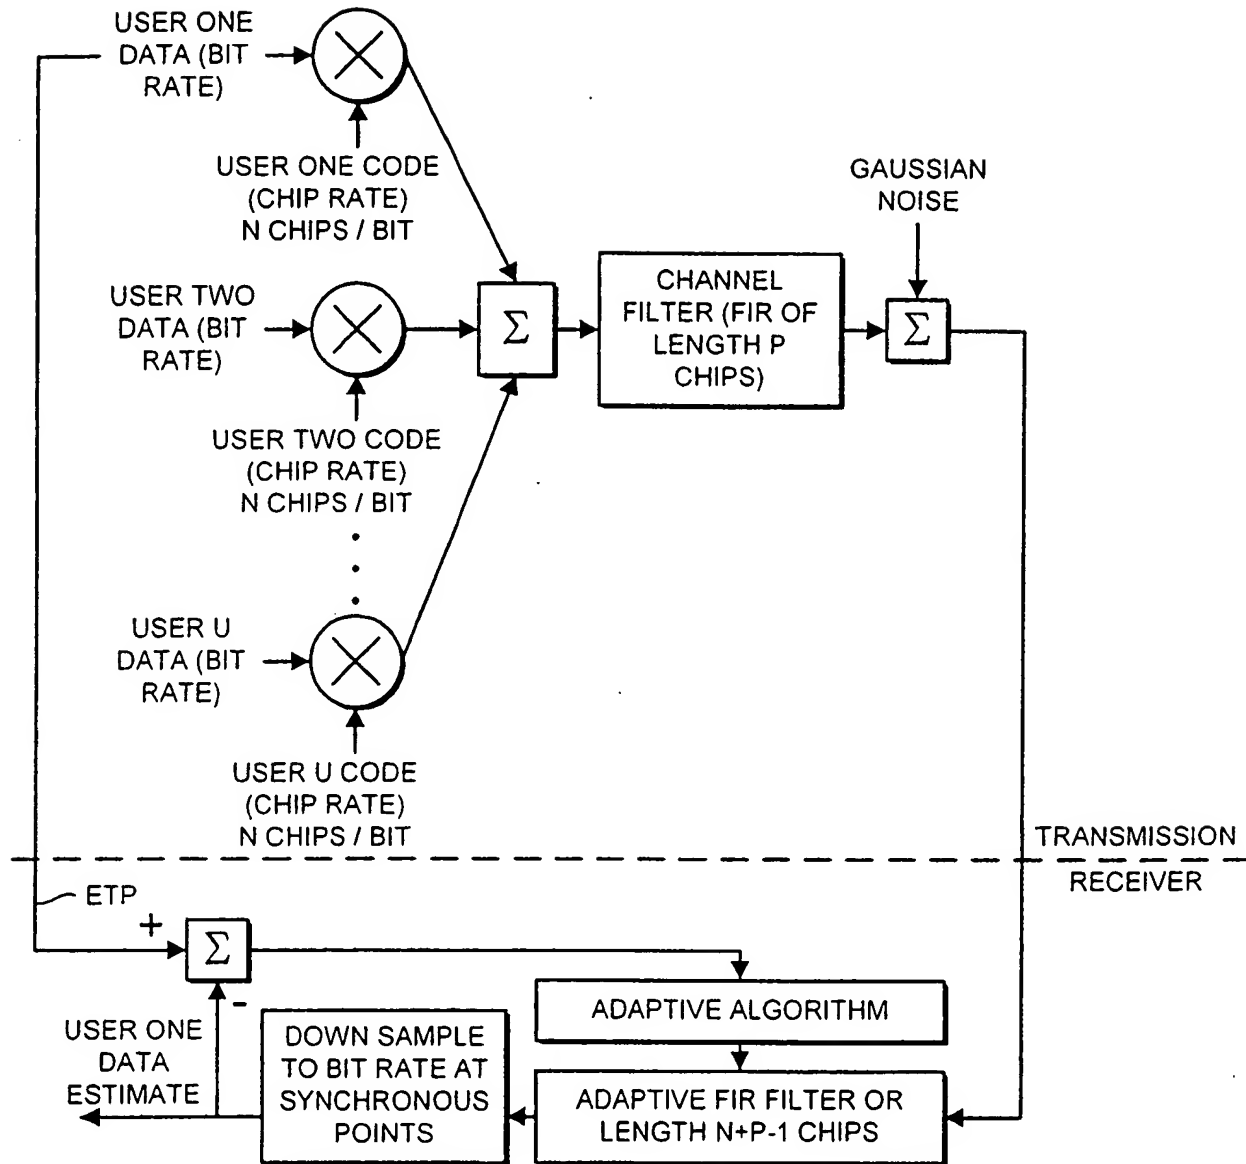 USER ONE
DATA (BIT
RATE)
USER ONE CODE
(CHIP RATE)
N CHIPS / BIT
GAUSSIAN
NOISE
USER TWO
DATA (BIT
RATE)
Σ
CHANNEL
FILTER (FIR OF
LENGTH P
CHIPS)
Σ
USER TWO CODE
(CHIP RATE)
N CHIPS / BIT
USER U
DATA (BIT
RATE)
USER U CODE
(CHIP RATE)
N CHIPS / BIT
TRANSMISSION
RECEIVER
ETP
+
Σ
-
ADAPTIVE ALGORITHM
USER ONE
DATA
ESTIMATE
DOWN SAMPLE
TO BIT RATE AT
SYNCHRONOUS
POINTS
ADAPTIVE FIR FILTER OR
LENGTH N+P-1 CHIPS